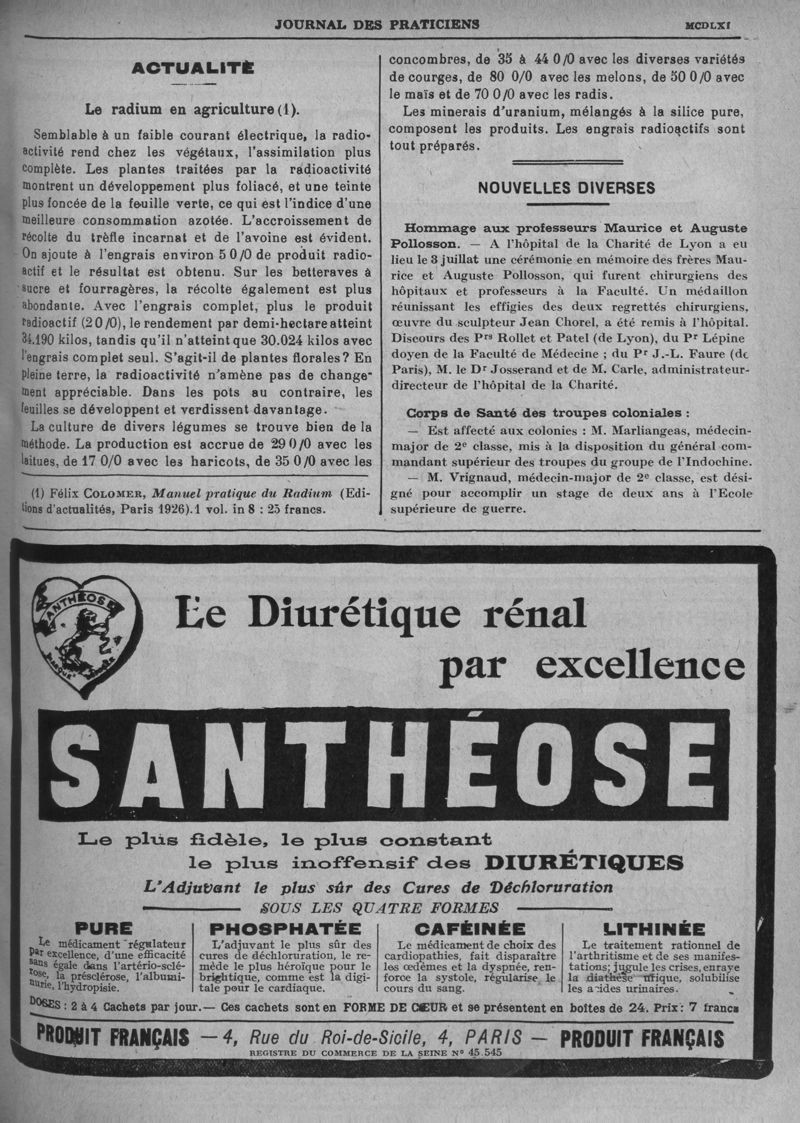 JOURNAL DES PRATICIENS
MCDLXI
ACTUALITÉ
Le radium en agriculture (1).
Semblable à un faible courant électrique, la radio-
activité rend chez les végétaux, l'assimilation plus
complète. Les plantes traitées par la radioactivité
montrent un développement plus foliacé, et une teinte
plus foncée de la feuille verte, ce qui est l'indice d'une
meilleure consommation azotée. L'accroissement de
récolte du trèfle incarnat et de l'avoine est évident.
On ajoute à l'engrais environ 5 0/0 de produit radio-
actif et le résultat est obtenu. Sur les betteraves à
sucre et fourragères, la récolte également est plus
abondante. Avec l'engrais complet, plus le produit
radioactif (2 0/0), le rendement par demi-hectare atteint
34.190 kilos, tandis qu'il n'atteint que 30.024 kilos avec
l'engrais complet seul. S'agit-il de plantes florales? En
pleine terre, la radioactivité n'amène pas de change-
ment appréciable. Dans les pots au contraire, les
feuilles se développent et verdissent davantage.
La culture de divers légumes se trouve bien de la
méthode. La production est accrue de 29 0/0 avec les
laitues, de 17 0/0 avec les haricots, de 35 0/0 avec les
(1) Félix COLOMER, Manuel pratique du Radium (Edi-
tions d'actualités, Paris 1926). 1 vol. in 8 : 25 francs.
concombres, de 35 à 44 0/0 avec les diverses variétés
de courges, de 80 0/0 avec les melons, de 50 0/0 avec
le maïs et de 70 0/0 avec les radis.
Les minerais d'uranium, mélangés à la silice pure,
composent les produits. Les engrais radioactifs sont
tout préparés.
NOUVELLES DIVERSES
Hommage aux professeurs Maurice et Auguste
Pollosson. — A l'hôpital de la Charité de Lyon a eu
lieu le 3 juillat une cérémonie en mémoire des frères Mau-
rice et Auguste Pollosson, qui furent chirurgiens des
hôpitaux et professeurs à la Faculté. Un médaillon
réunissant les effigies des deux regrettés chirurgiens,
œuvre du sculpteur Jean Chorel, a été remis à l'hôpital.
Discours des Prs Rollet et Patel (de Lyon), du Pr Lépine
doyen de la Faculté de Médecine ; du Pr J.-L. Faure (de
Paris), M. le Dr Josserand et de M. Carle, administrateur-
directeur de l'hôpital de la Charité.
Corps de Santé des troupes coloniales :
— Est affecté aux colonies : M. Marliangeas, médecin-
major de 2e classe, mis à la disposition du général com-
mandant supérieur des troupes du groupe de l'Indochine.
— M. Vrignaud, médecin-major de 2e classe, est dési-
gné pour accomplir un stage de deux ans à l'Ecole
supérieure de guerre.
SANTHÉOSE
Le Diurétique rénal
par excellence
SANTHÉOSE
Le plus fidèle, le plus constant
le plus inoffensif des DIURÉTIQUES
L'Adjuvant le plus sûr des Cures de Déchloruration
SOUS LES QUATRE FORMES
PURE
Le médicament régulateur
par excellence, d'une efficacité
sans égale dans l'artério-sclé-
rose, la présclérose, l'albumi-
nurie, l'hydropisie.
PHOSPHATÉE
L'adjuvant le plus sûr des
cures de déchloruration, le re-
mède le plus héroïque pour le
brightique, comme est la digi-
tale pour le cardiaque.
CAFÉINÉE
Le médicament de choix des
cardiopathies, fait disparaître
les œdèmes et la dyspnée, ren-
force la systole, régularise le
cours du sang.
LITHINÉE
Le traitement rationnel de
l'arthritisme et de ses manifes-
tations; jugule les crises, enraye
la diathèse urique, solubilise
les acides urinaires.
DOSES : 2 à 4 Cachets par jour. — Ces cachets sont en FORME DE CŒUR et se présentent en boîtes de 24. Prix : 7 francs
PRODUIT FRANÇAIS — 4, Rue du Roi-de-Sicile, 4, PARIS — PRODUIT FRANÇAIS
REGISTRE DU COMMERCE DE LA SEINE No 45.545